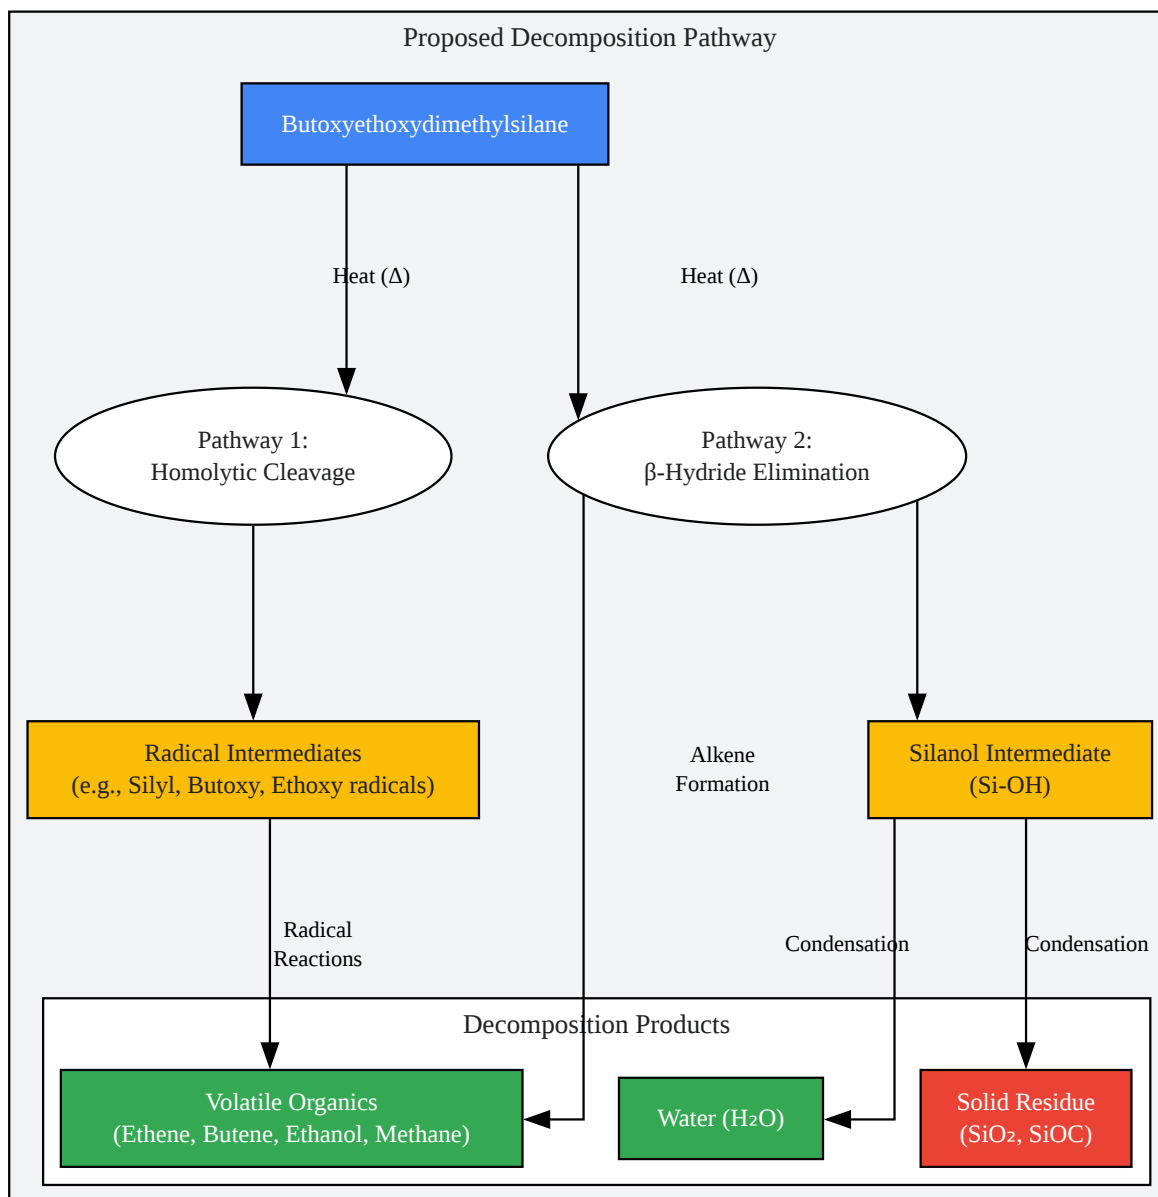 Proposed Decomposition Pathway
Butoxyethoxydimethylsilane
Heat (Δ)
Heat (Δ)
Pathway 1:
Homolytic Cleavage
Pathway 2:
β-Hydride Elimination
Radical Intermediates
(e.g., Silyl, Butoxy, Ethoxy radicals)
Alkene
Formation
Silanol Intermediate
(Si-OH)
Radical
Reactions
Condensation
Condensation
Decomposition Products
Volatile Organics
(Ethene, Butene, Ethanol, Methane)
Water (H₂O)
Solid Residue
(SiO₂, SiOC)